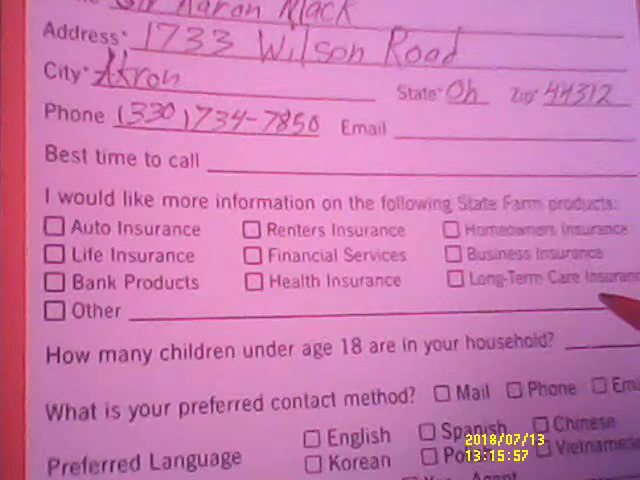 Aaron Mack
Address* 1733 Wilson Road
City* Akron State* Oh Zip* 44312
Phone (330) 734-7850 Email
Best time to call
I would like more information on the following State Farm products:
Auto Insurance Renters Insurance Homeowners Insurance
Life Insurance Financial Services Business Insurance
Bank Products Health Insurance Long-Term Care Insuran
Other
How many children under age 18 are in your household?
What is your preferred contact method? Mail Phone Em
English Spanish Chinese
Preferred Language Korean Po Vietnames
2018/07/13
13:15:57
Agent